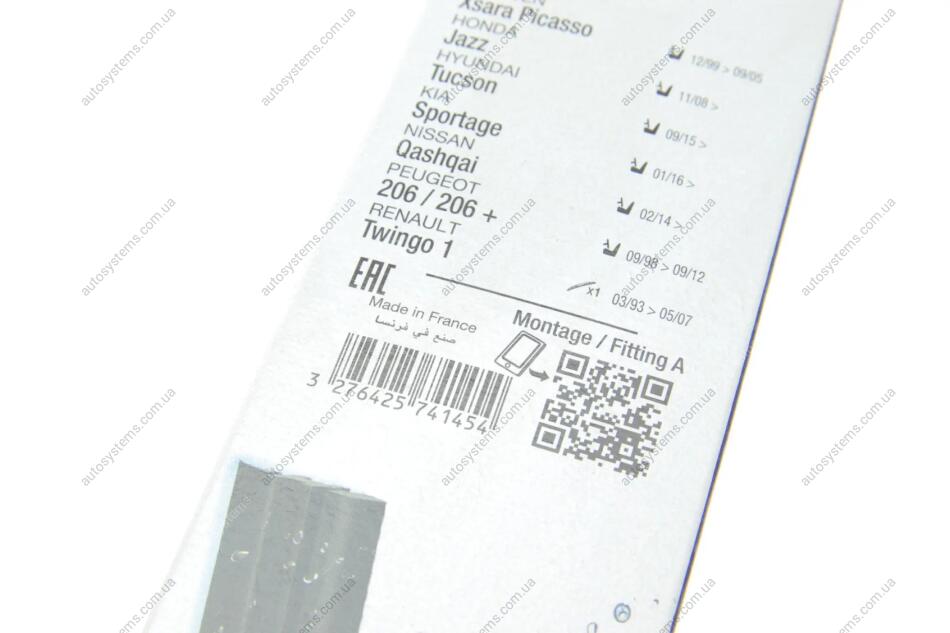 Xsara Picasso 12/99 > 09/05
HONDA
Jazz 11/08 >
HYUNDAI
Tucson 09/15 >
KIA
Sportage 01/16 >
NISSAN
Qashqai 02/14 >
PEUGEOT
206 / 206 + 09/98 > 09/12
RENAULT
Twingo 1 x1 03/93 > 05/07
EAC
Made in France
صنع في فرنسا
Montage / Fitting A
3 276425 741454
autosystems.com.ua